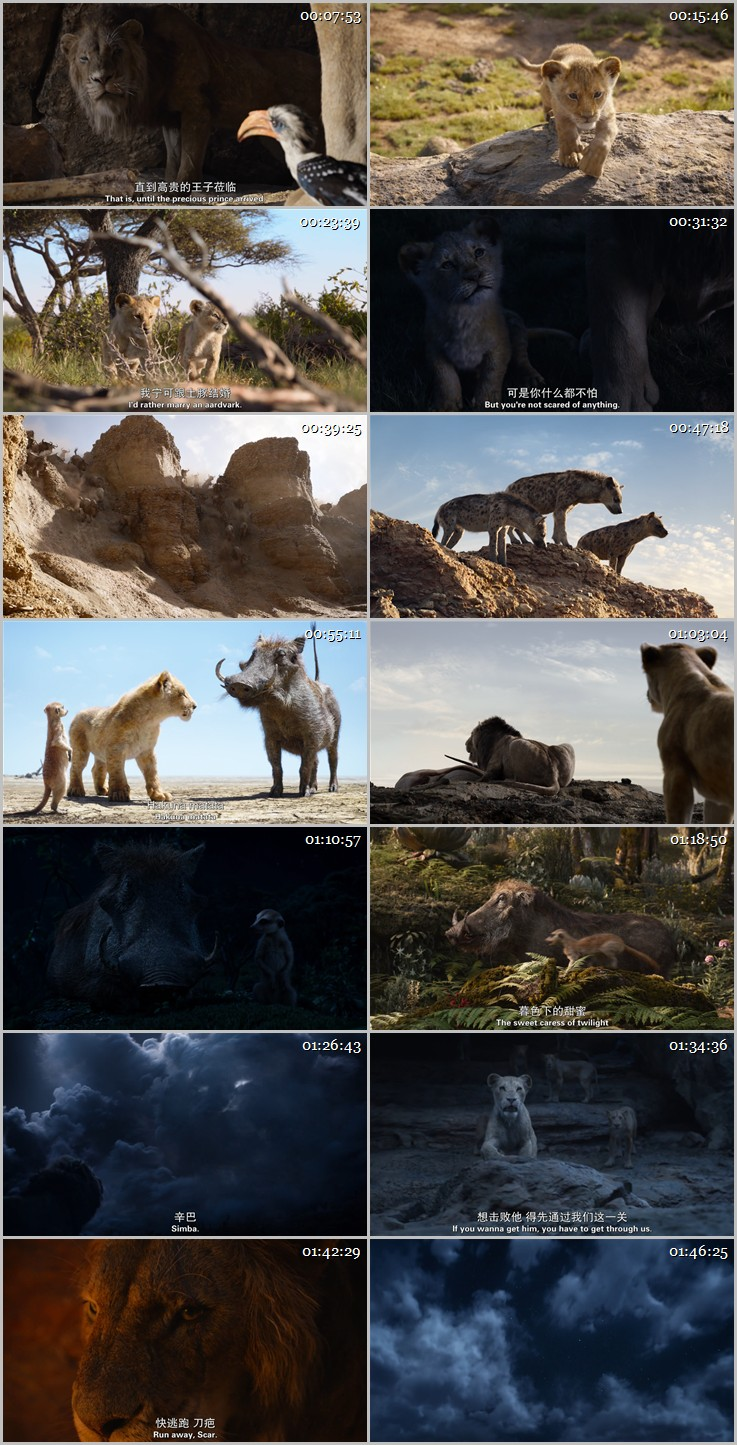 00:07:53
直到高贵的王子莅临
That is, until the precious prince arrived
00:15:46
00:23:39
我宁可跟土豚结婚
I'd rather marry an aardvark.
00:31:32
可是你什么都不怕
But you're not scared of anything.
00:39:25
00:47:18
00:55:11
Hakuna matata
"Hakuna matata"
01:03:04
01:10:57
01:18:50
暮色下的甜蜜
The sweet caress of twilight
01:26:43
辛巴
Simba.
01:34:36
想击败他 得先通过我们这一关
If you wanna get him, you have to get through us.
01:42:29
快逃跑 刀疤
Run away, Scar.
01:46:25